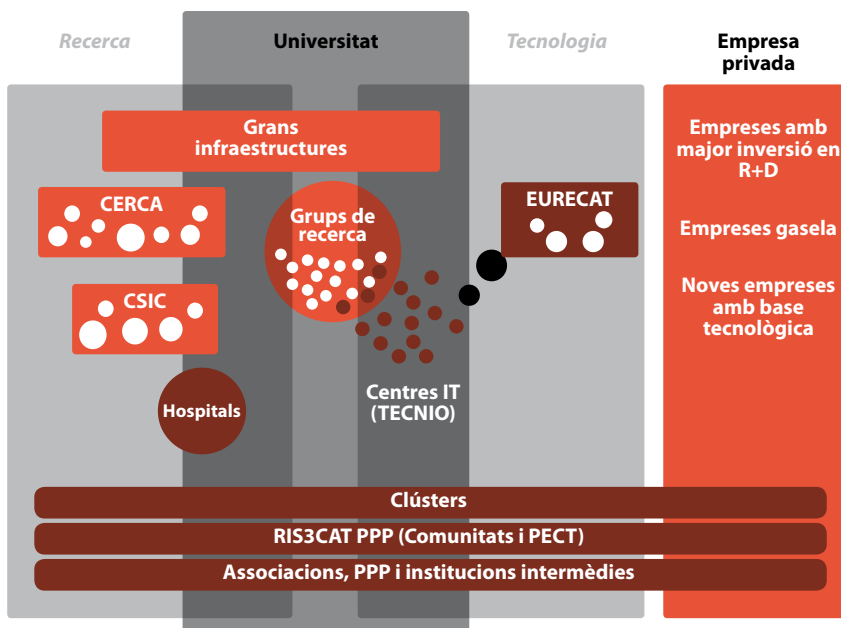 Recerca
Universitat
Tecnologia
Empresa
privada
Grans
infraestructures
Empreses amb
major inversió en
R+D
CERCA
Grups de
recerca
EURECAT
Empreses gasela
CSIC
Noves empreses
amb base
tecnològica
Hospitals
Centres IT
(TECNIO)
Clústers
RIS3CAT PPP (Comunitats i PECT)
Associacions, PPP i institucions intermèdies